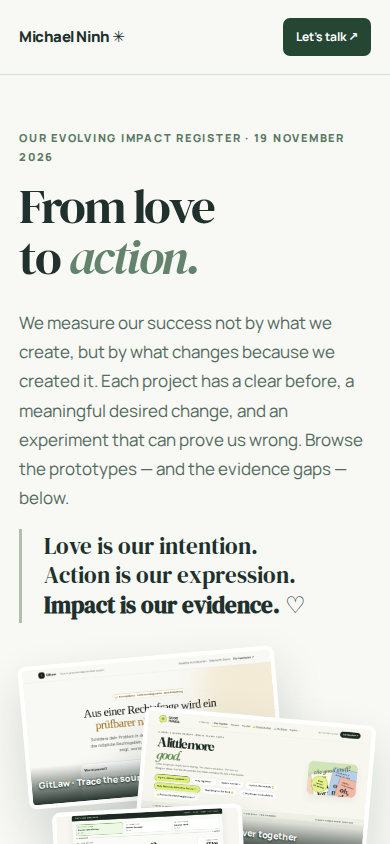 Michael Ninh ✳
Let's talk ↗
OUR EVOLVING IMPACT REGISTER · 19 NOVEMBER
2026
From love
to action.
We measure our success not by what we
create, but by what changes because we
created it. Each project has a clear before, a
meaningful desired change, and an
experiment that can prove us wrong. Browse
the prototypes — and the evidence gaps —
below.
Love is our intention.
Action is our expression.
Impact is our evidence. ♡
Aus einer Rechtsfrage wird ein
prüfbarer
A little more
good.
GitLaw · Trace the sour
ver together